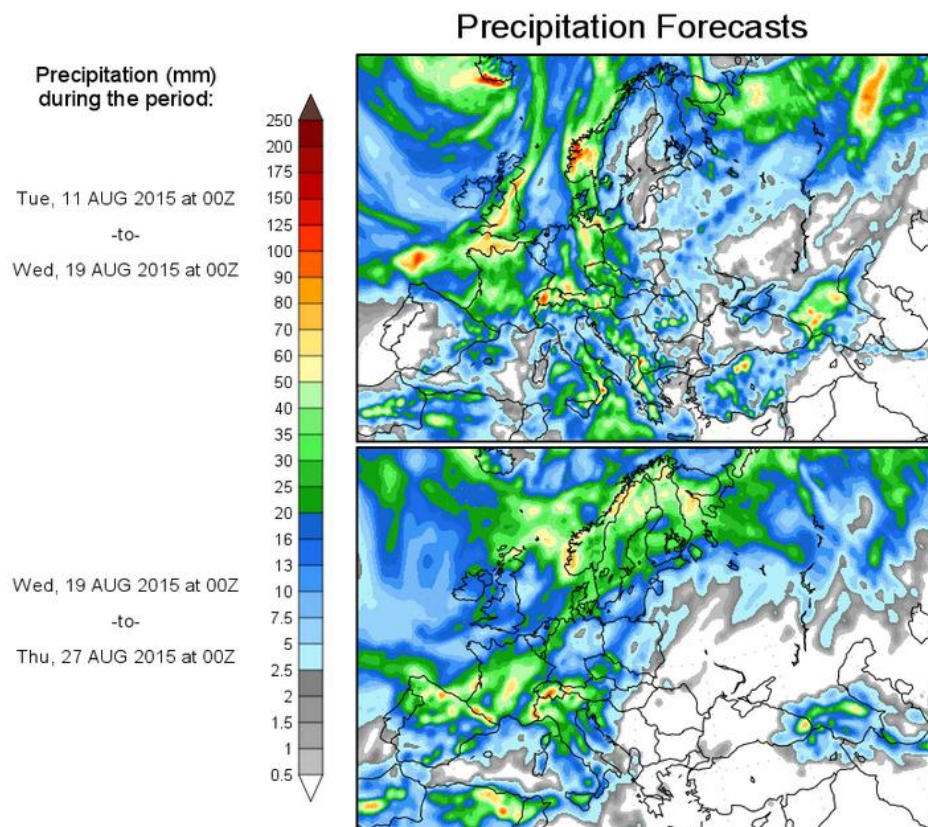 Precipitation Forecasts
Precipitation (mm)
during the period:
Tue, 11 AUG 2015 at 00Z
-to-
Wed, 19 AUG 2015 at 00Z
Wed, 19 AUG 2015 at 00Z
-to-
Thu, 27 AUG 2015 at 00Z
250
200
175
150
125
100
90
80
70
60
50
40
35
30
25
20
16
13
10
7.5
5
2.5
2
1.5
1
0.5